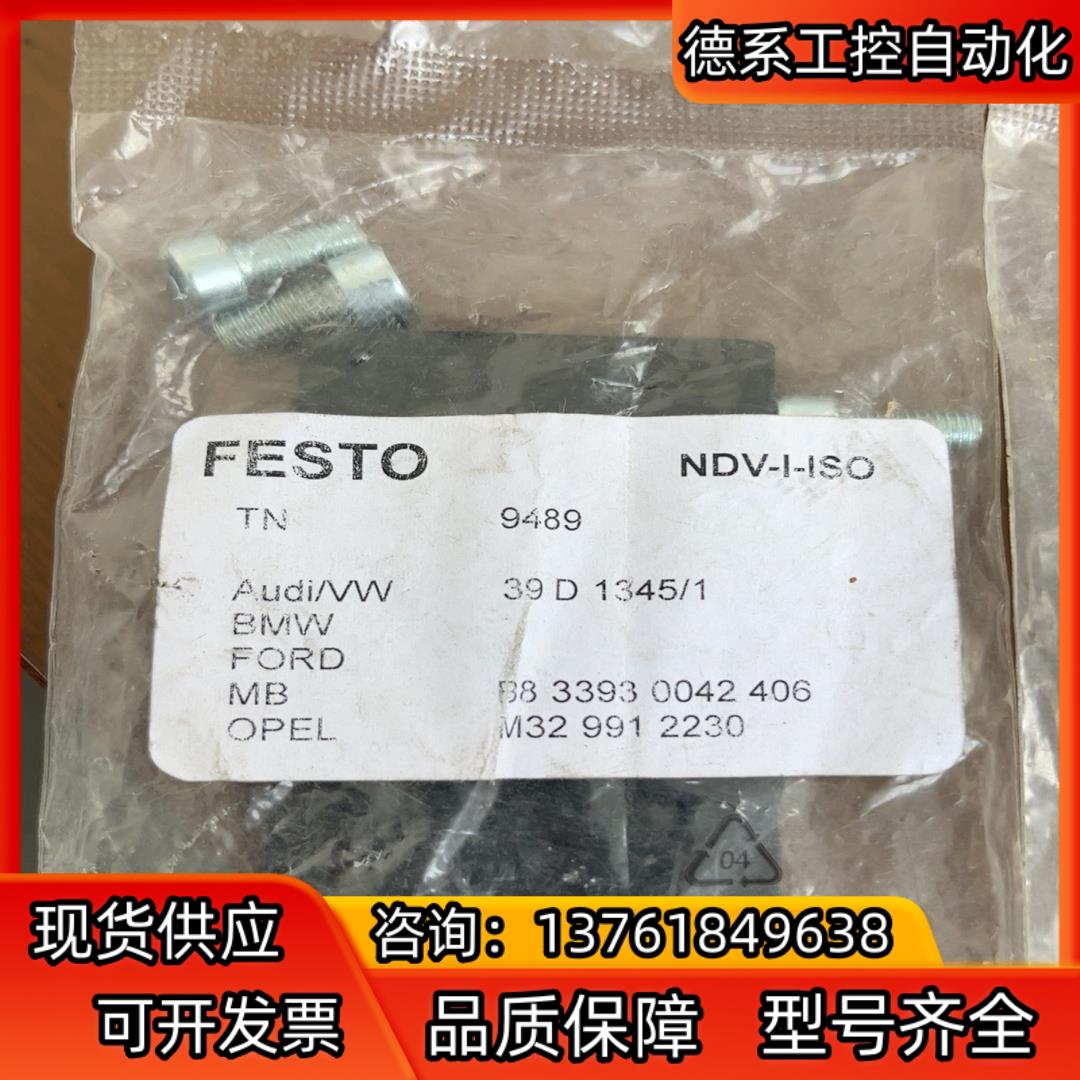 德系工控自动化
FESTO NDV-I-ISO
TN 9489
Audi/VW 39 D 1345/1
BMW
FORD
MB B8 3393 0042 406
OPEL M32 991 2230
04
现货供应 咨询：13761849638
可开发票 品质保障 型号齐全